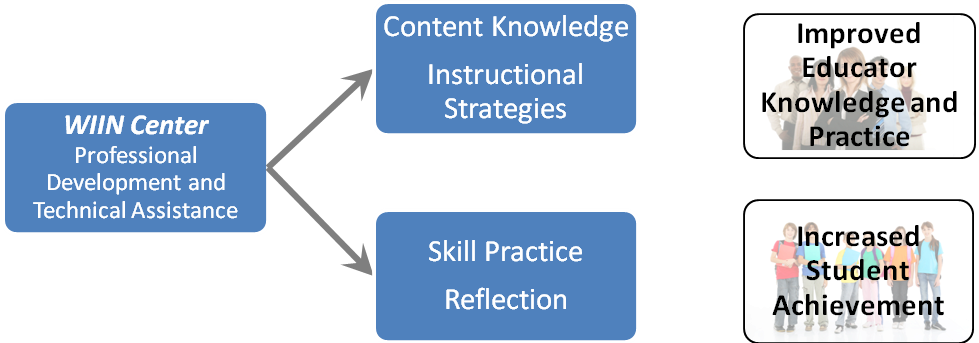 WIIN Center
Professional
Development and
Technical Assistance
Content Knowledge
Instructional
Strategies
Skill Practice
Reflection
Improved
Educator
Knowledge and
Practice
Increased
Student
Achievement